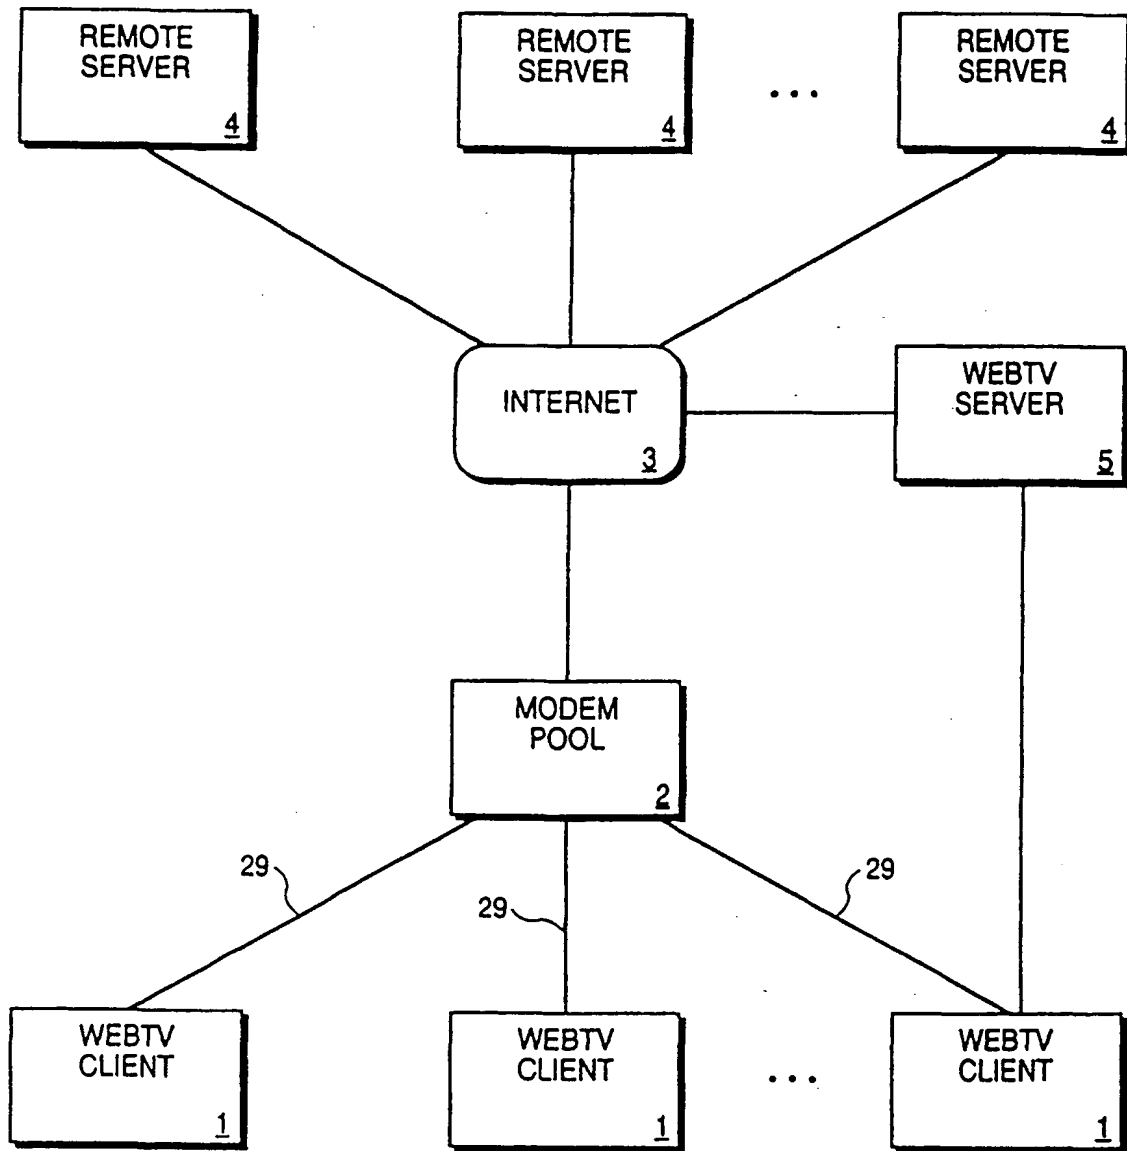 REMOTE
SERVER
4
REMOTE
SERVER
4
...
REMOTE
SERVER
4
INTERNET
3
WEBTV
SERVER
5
MODEM
POOL
2
29
29
29
WEBTV
CLIENT
1
WEBTV
CLIENT
1
...
WEBTV
CLIENT
1